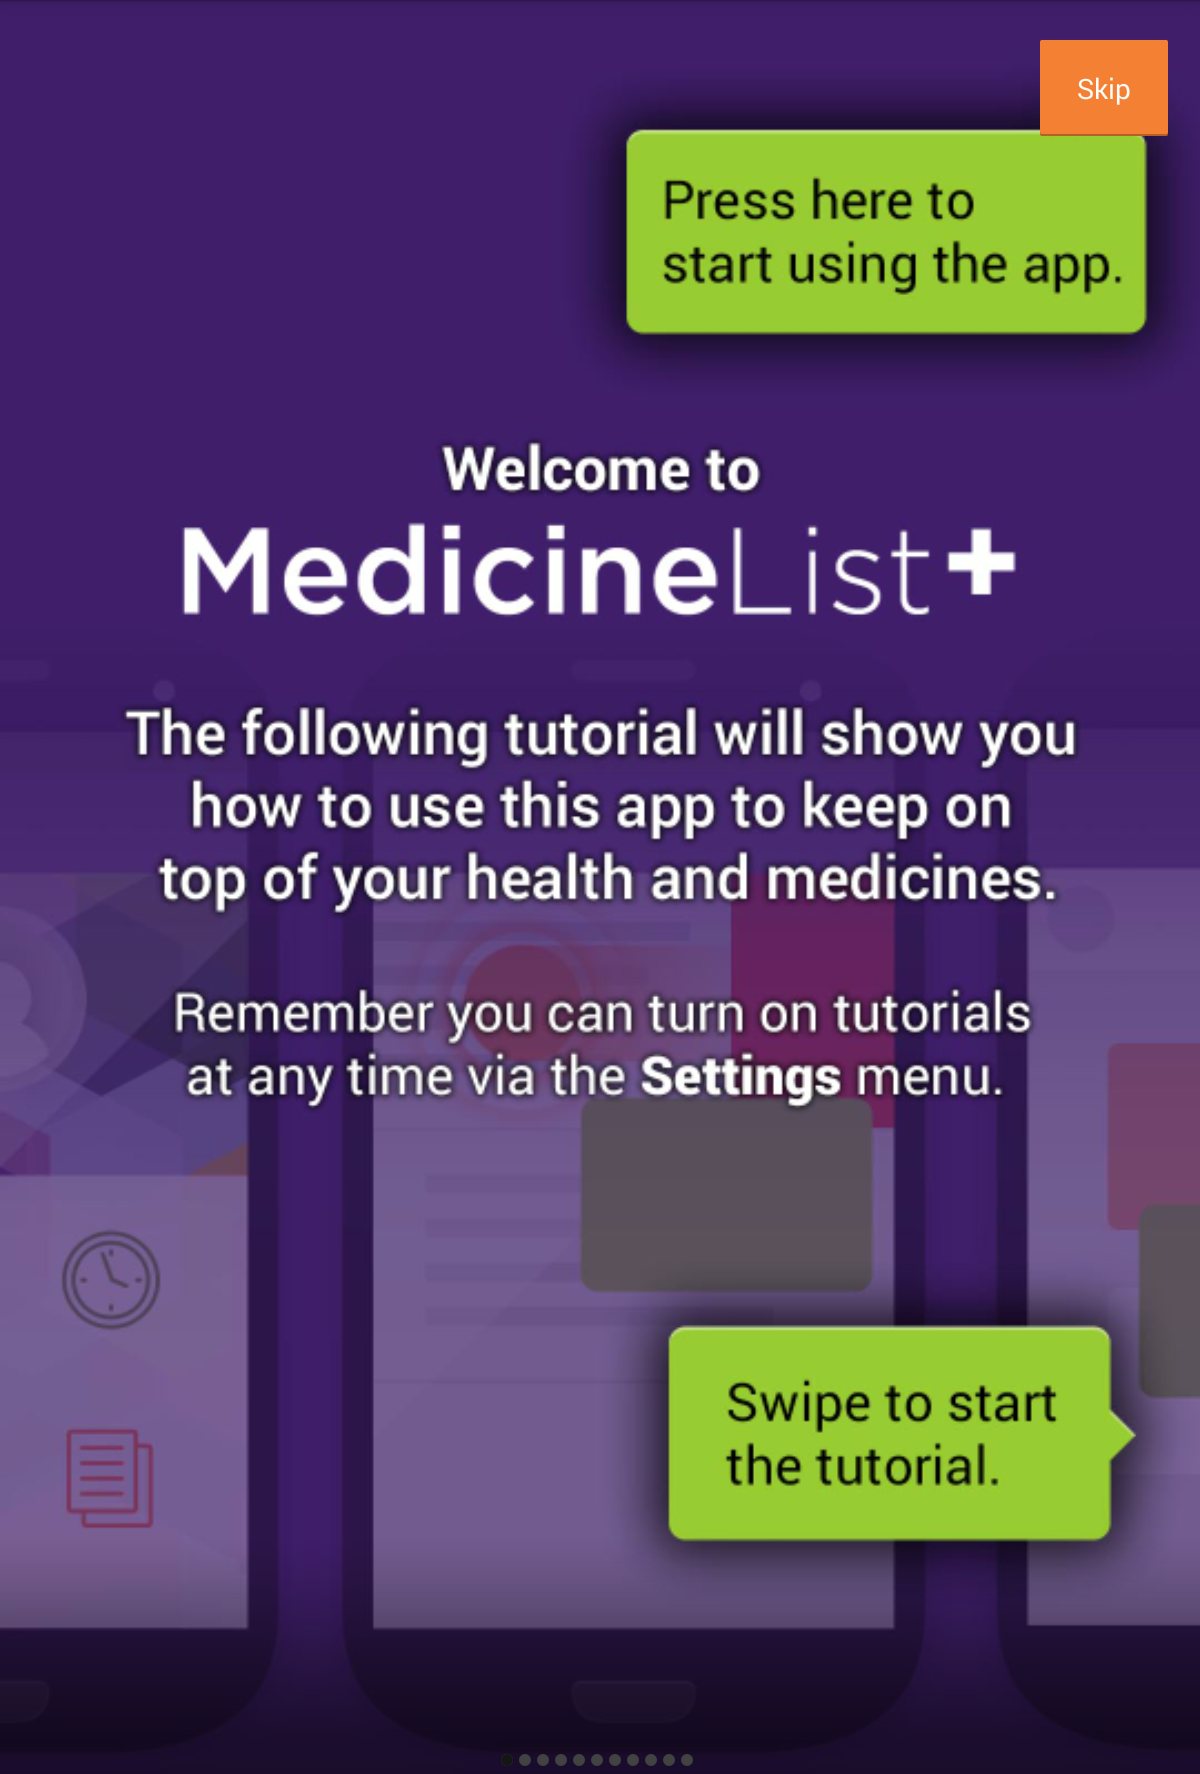 Skip
Press here to
start using the app.
Welcome to
MedicineList+
The following tutorial will show you
how to use this app to keep on
top of your health and medicines.
Remember you can turn on tutorials
at any time via the Settings menu.
Swipe to start
the tutorial.